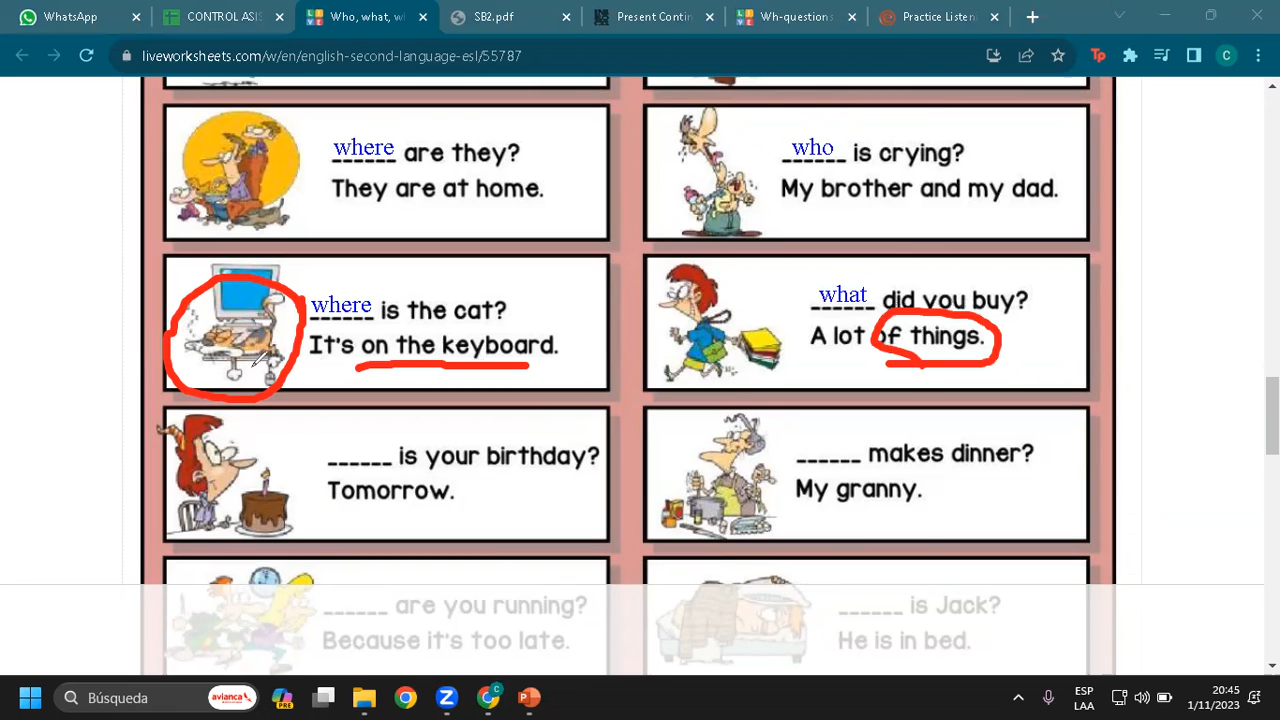 WhatsApp
CONTROL ASIS
Who, what, w
SB2.pdf
Present Contin
Wh-questions
Practice Listeni
liveworksheets.com/w/en/english-second-language-esl/55787
Tp
C
where
______ are they?
They are at home.
who
______ is crying?
My brother and my dad.
where
______ is the cat?
It's on the keyboard.
what
______ did you buy?
A lot of things.
______ is your birthday?
Tomorrow.
______ makes dinner?
My granny.
______ are you running?
Because it's too late.
______ is Jack?
He is in bed.
Búsqueda
avianca
PRE
ESP
LAA
20:45
1/11/2023